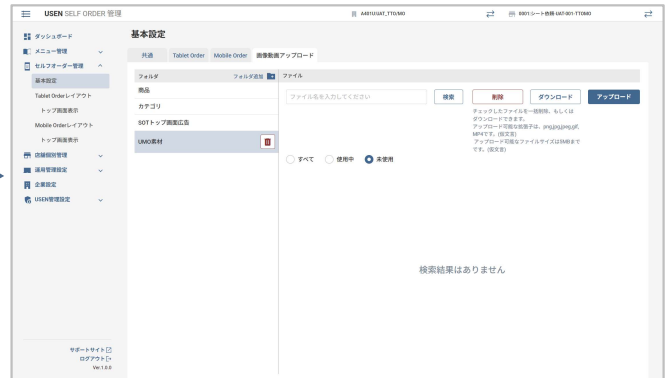 USEN SELF ORDER 管理
A481U:UAT_TTG/MO
0001:シート依頼-UAT-001-TTOMO
ダッシュボード
メニュー管理
セルフオーダー管理
基本設定
Tablet Orderレイアウト
トップ画面表示
Mobile Orderレイアウト
トップ画面表示
店舗個別管理
運用管理設定
企業設定
USEN管理設定
サポートサイト
ログアウト
Ver.1.0.0
基本設定
共通
Tablet Order
Mobile Order
画像動画アップロード
フォルダ
フォルダ追加
商品
カテゴリ
SOTトップ画面広告
UMO素材
ファイル
ファイル名を入力してください
検索
削除
ダウンロード
アップロード
チェックしたファイルを一括削除、もしくは
ダウンロードできます。
アップロード可能な拡張子は、png,jpg,jpeg,gif,
MP4です。(仮文言)
アップロード可能なファイルサイズは5MBまで
です。(仮文言)
すべて
使用中
未使用
検索結果はありません